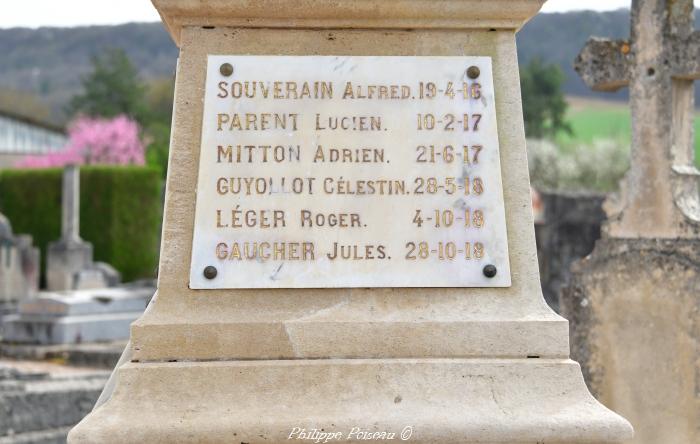 SOUVERAIN ALFRED. 19-4-16
PARENT LUCIEN. 10-2-17
MITTON ADRIEN. 21-6-17
GUYOLLOT CÉLESTIN. 28-5-18
LÉGER ROGER. 4-10-18
GAUCHER JULES. 28-10-18
Philippe Poiseau ©